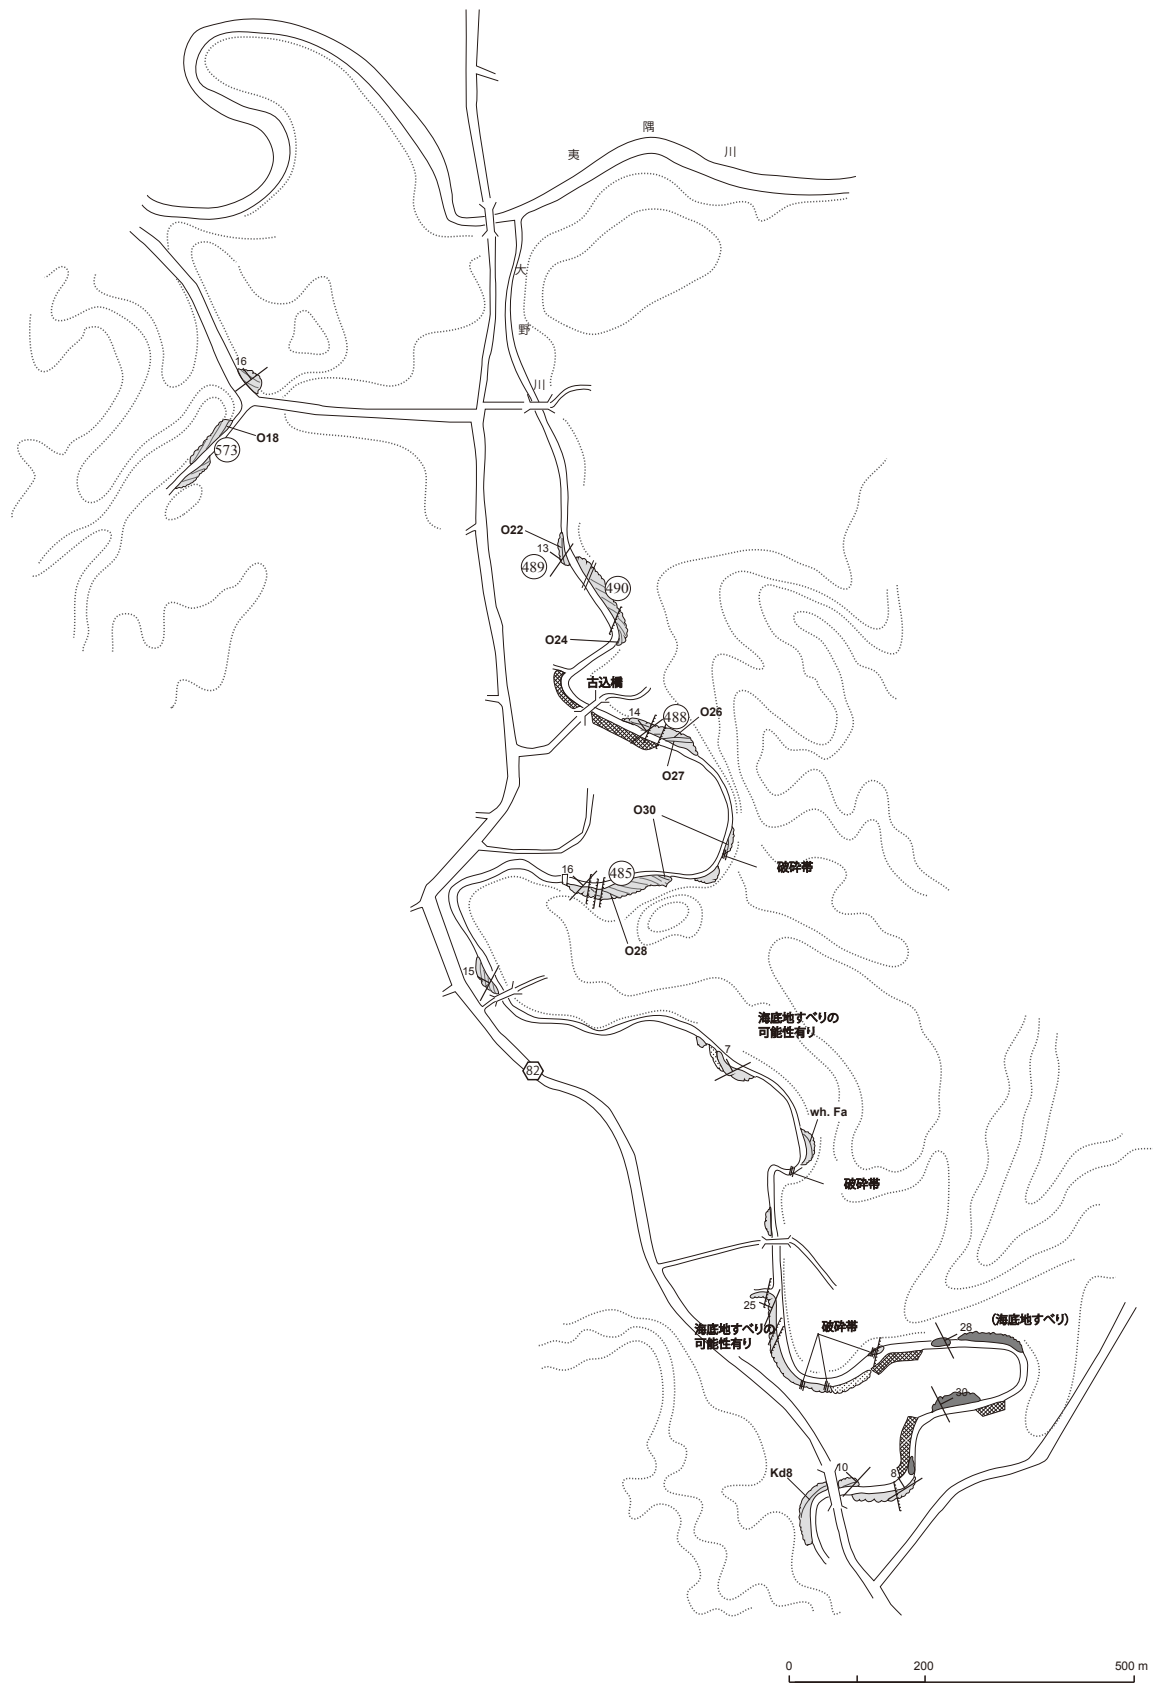 夷隅川
大野川
16
O18
573
O22
13
489
490
O24
古込橋
14
488
O26
O27
O30
破砕帯
16
485
O28
15
海底地すべりの
可能性有り
7
82
wh. Fa
破砕帯
25
海底地すべりの
可能性有り
破砕帯
28
(海底地すべり)
30
Kd8
10
8
0
200
500 m